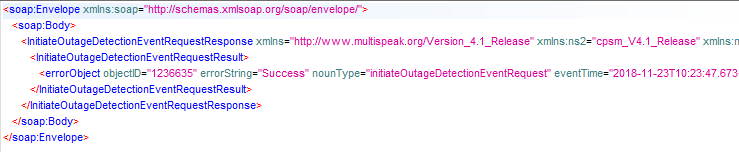 <soap:Envelope xmlns:soap="http://schemas.xmlsoap.org/soap/envelope/">
<soap:Body>
<InitiateOutageDetectionEventRequestResponse xmlns="http://www.multispeak.org/Version_4.1_Release" xmlns:ns2="cpsm_V4.1_Release" xmlns:n
<InitiateOutageDetectionEventRequestResult>
<errorObject objectID="1236635" errorString="Success" nounType="initiateOutageDetectionEventRequest" eventTime="2018-11-23T10:23:47.673
</InitiateOutageDetectionEventRequestResult>
</InitiateOutageDetectionEventRequestResponse>
</soap:Body>
</soap:Envelope>